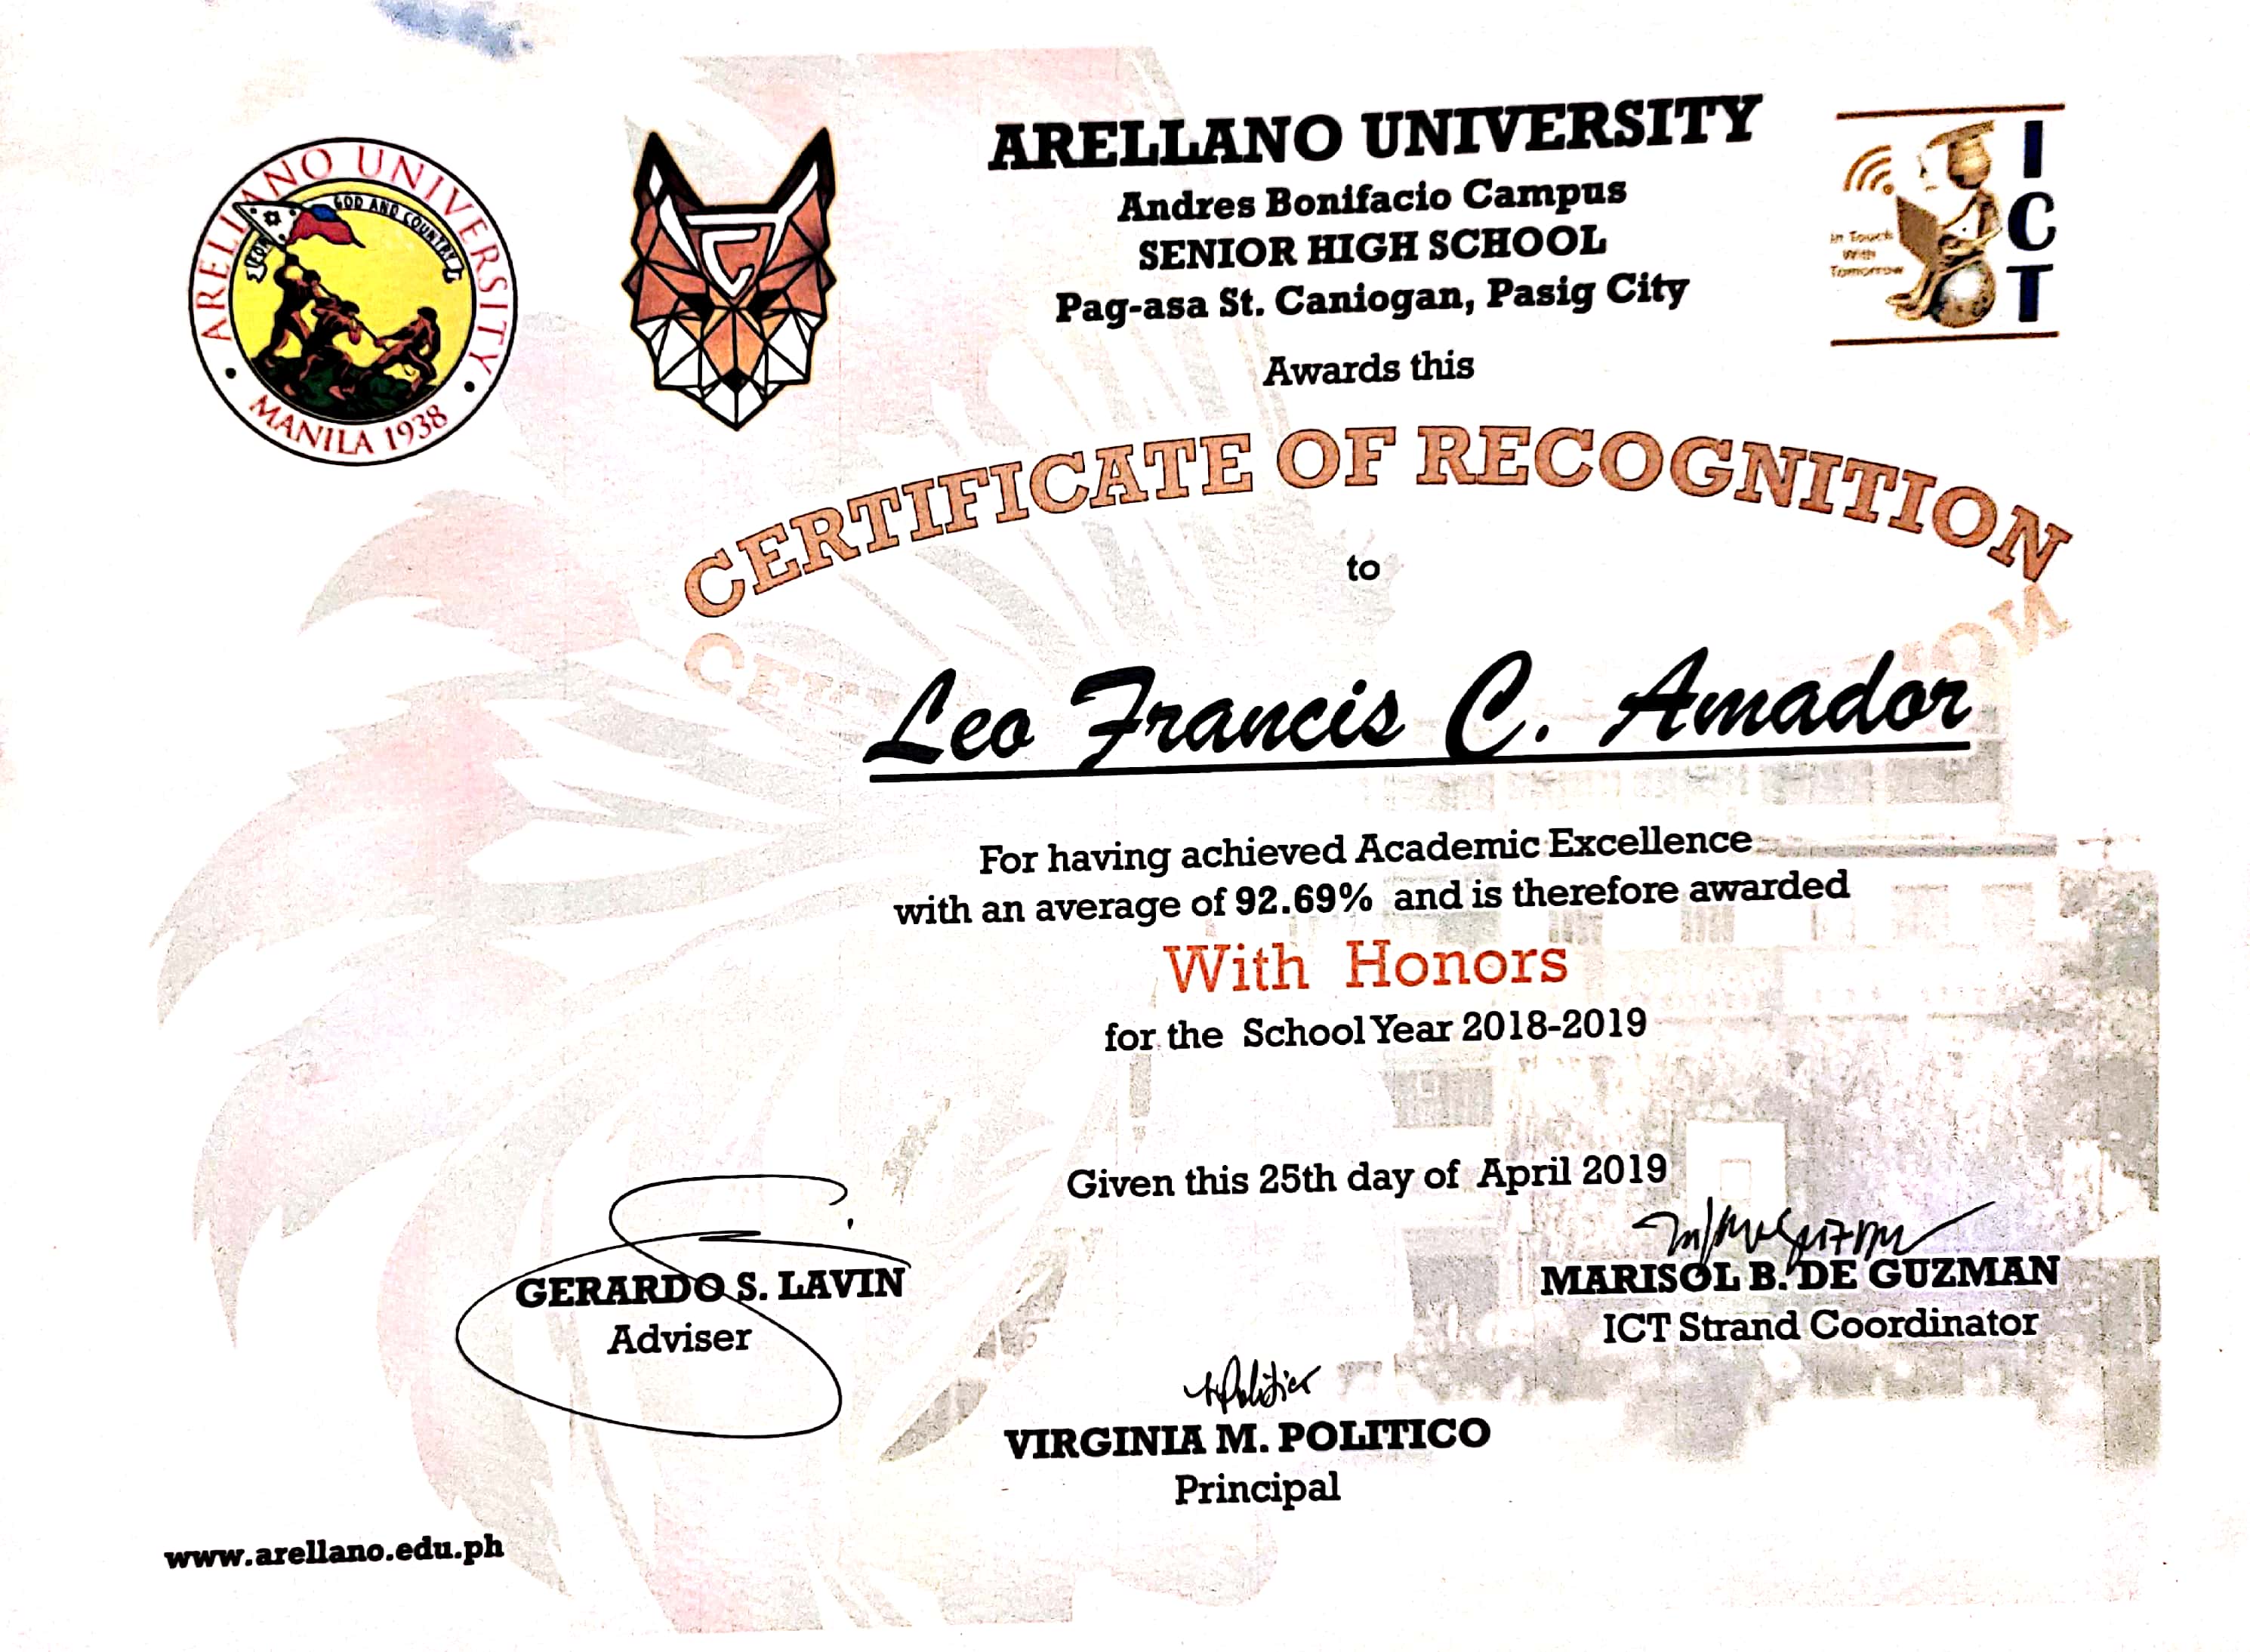 ARELLANO UNIVERSITY
MANILA 1938
FOR GOD AND COUNTRY
ARELLANO UNIVERSITY
Andres Bonifacio Campus
SENIOR HIGH SCHOOL
Pag-asa St. Caniogan, Pasig City
ICT
In Touch
With
Tomorrow
Awards this
CERTIFICATE OF RECOGNITION
to
Leo Francis C. Amador
For having achieved Academic Excellence
with an average of 92.69% and is therefore awarded
With Honors
for the School Year 2018-2019
Given this 25th day of April 2019
GERARDO S. LAVIN
Adviser
MARISOL B. DE GUZMAN
ICT Strand Coordinator
VIRGINIA M. POLITICO
Principal
www.arellano.edu.ph